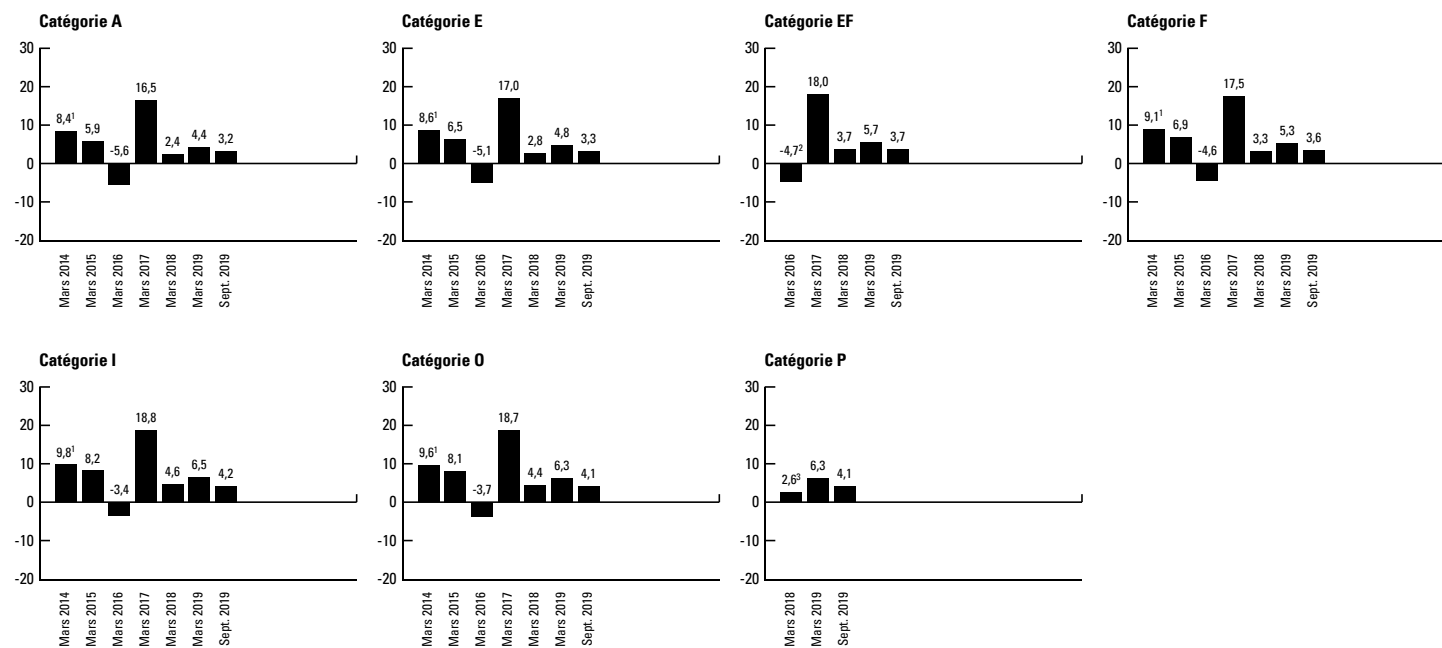 Catégorie A
30
20
10
0
-10
-20
8,4¹
5,9
-5,6
16,5
2,4
4,4
3,2
Mars 2014
Mars 2015
Mars 2016
Mars 2017
Mars 2018
Mars 2019
Sept. 2019
Catégorie E
30
20
10
0
-10
-20
8,6¹
6,5
-5,1
17,0
2,8
4,8
3,3
Mars 2014
Mars 2015
Mars 2016
Mars 2017
Mars 2018
Mars 2019
Sept. 2019
Catégorie EF
30
20
10
0
-10
-20
-4,7²
18,0
3,7
5,7
3,7
Mars 2016
Mars 2017
Mars 2018
Mars 2019
Sept. 2019
Catégorie F
30
20
10
0
-10
-20
9,1¹
6,9
-4,6
17,5
3,3
5,3
3,6
Mars 2014
Mars 2015
Mars 2016
Mars 2017
Mars 2018
Mars 2019
Sept. 2019
Catégorie I
30
20
10
0
-10
-20
9,8¹
8,2
-3,4
18,8
4,6
6,5
4,2
Mars 2014
Mars 2015
Mars 2016
Mars 2017
Mars 2018
Mars 2019
Sept. 2019
Catégorie O
30
20
10
0
-10
-20
9,6¹
8,1
-3,7
18,7
4,4
6,3
4,1
Mars 2014
Mars 2015
Mars 2016
Mars 2017
Mars 2018
Mars 2019
Sept. 2019
Catégorie P
30
20
10
0
-10
-20
2,6³
6,3
4,1
Mars 2018
Mars 2019
Sept. 2019